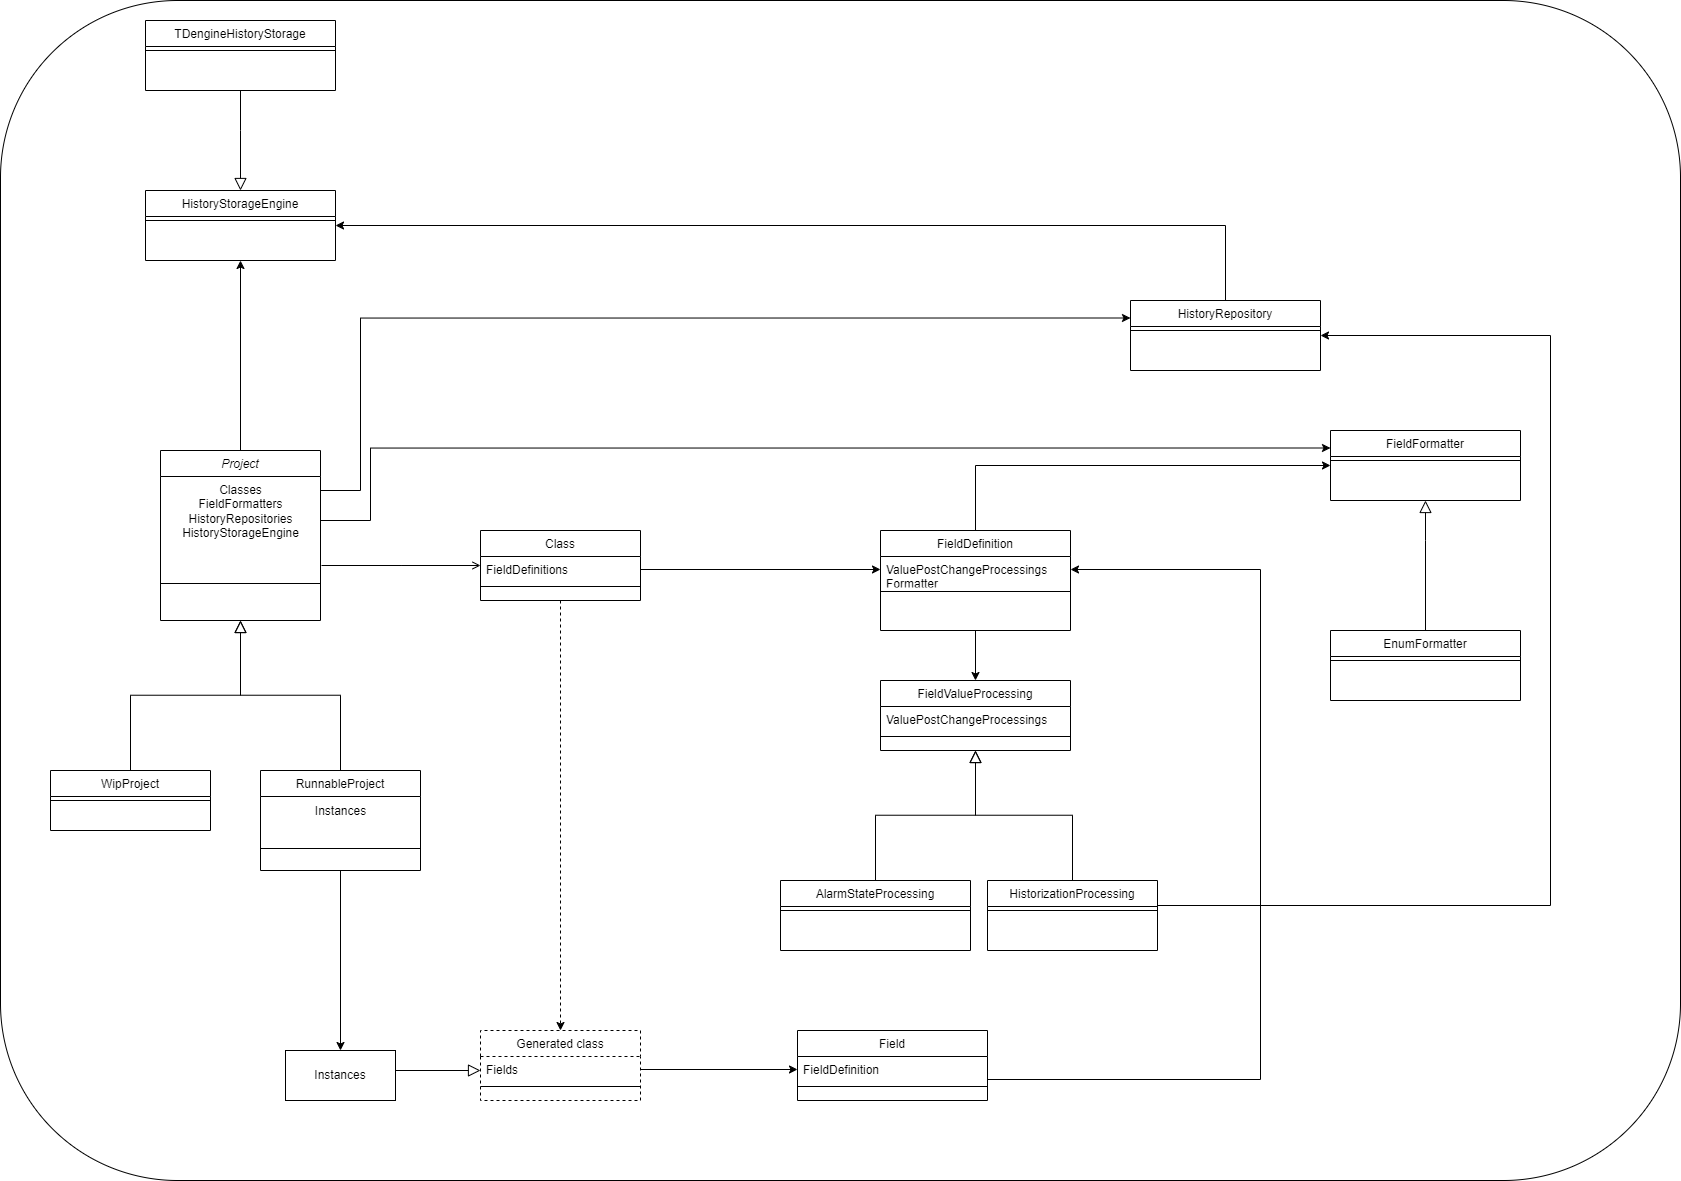 TDengineHistoryStorage
HistoryStorageEngine
HistoryRepository
FieldFormatter
Project
Classes
FieldFormatters
HistoryRepositories
HistoryStorageEngine
Class
FieldDefinitions
FieldDefinition
ValuePostChangeProcessings
Formatter
EnumFormatter
FieldValueProcessing
ValuePostChangeProcessings
WipProject
RunnableProject
Instances
AlarmStateProcessing
HistorizationProcessing
Instances
Generated class
Fields
Field
FieldDefinition